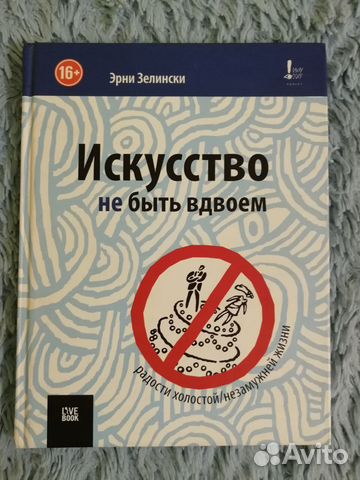 16+
Эрни Зелински
Искусство
не быть вдвоем
радости холостой/незамужней жизни
LIVE
BOOK
Avito